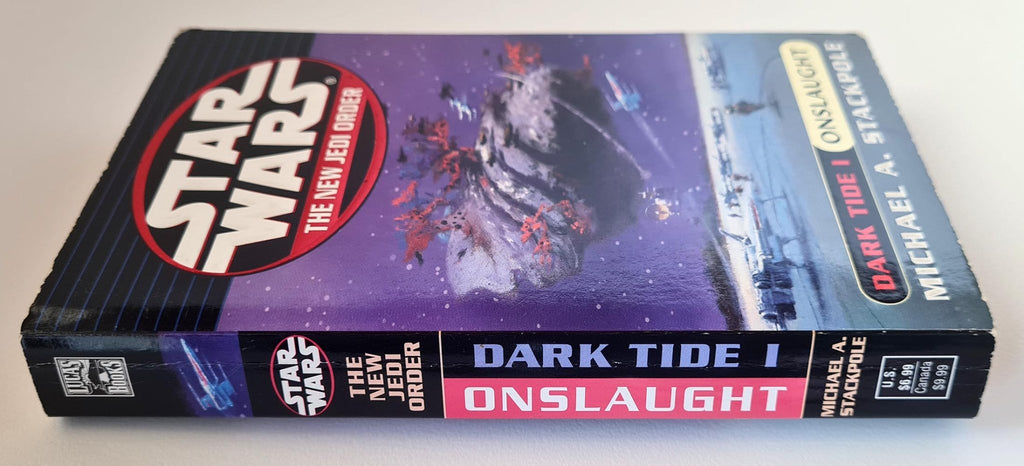 STAR
WARS®
THE NEW JEDI ORDER
DARK TIDE I
ONSLAUGHT
MICHAEL A. STACKPOLE
LUCAS
BOOKS
STAR
WARS
THE
NEW
JEDI
ORDER
DARK TIDE I
ONSLAUGHT
MICHAEL A.
STACKPOLE
U.S.
$6.99
Canada
$9.99